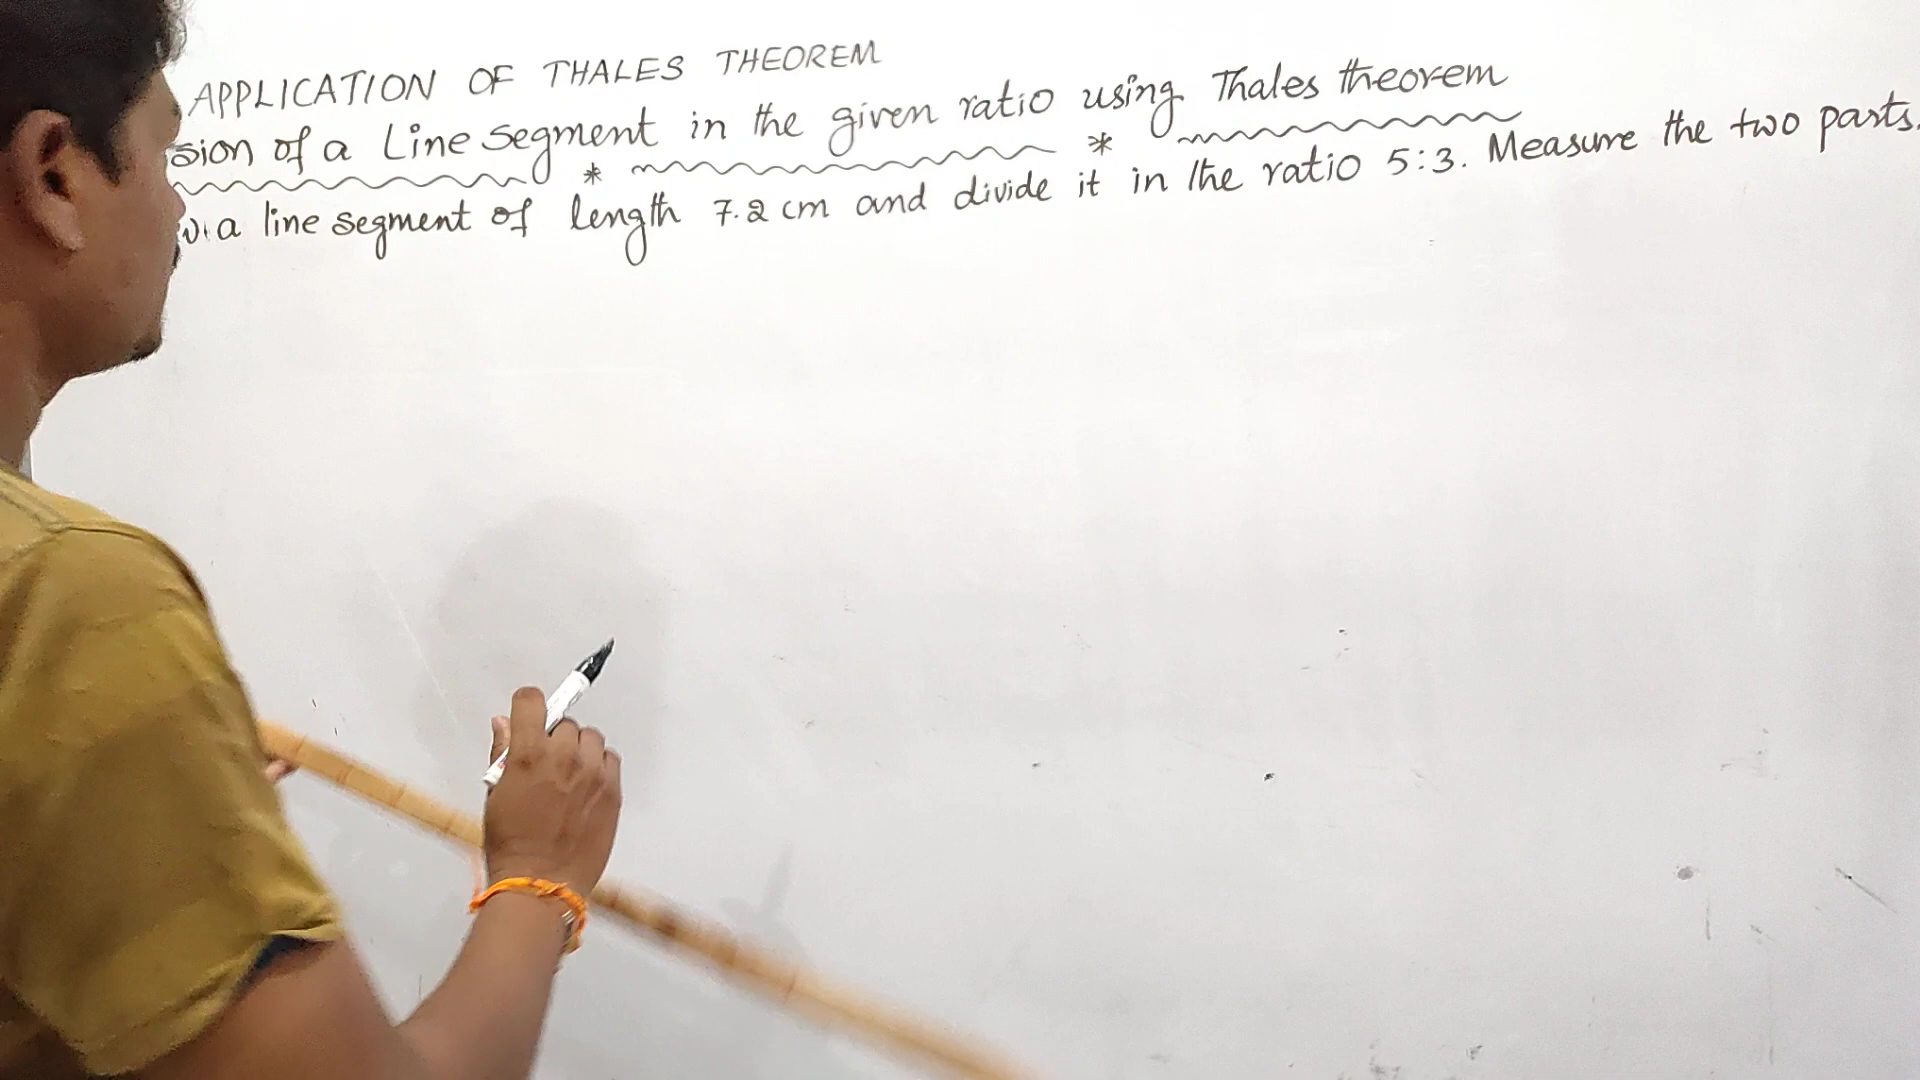 APPLICATION OF THALES THEOREM
sion of a Line segment in the given ratio using Thales theorem
* *
a line segment of length 7.2 cm and divide it in the ratio 5:3. Measure the two parts.